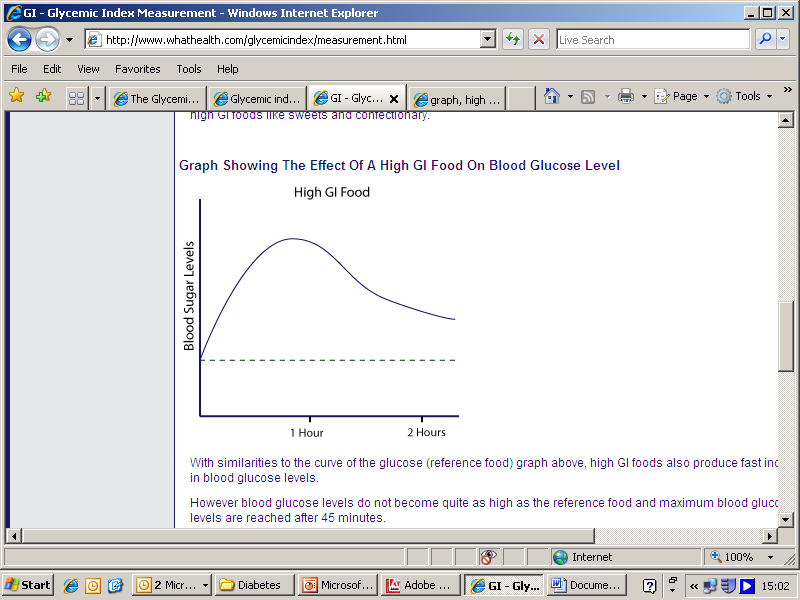 GI - Glycemic Index Measurement - Windows Internet Explorer
http://www.whathealth.com/glycemicindex/measurement.html
Live Search
File Edit View Favorites Tools Help
The Glycemi... Glycemic ind... GI - Glyc... graph, high ... Page Tools
high GI foods like sweets and confectionary.
Graph Showing The Effect Of A High GI Food On Blood Glucose Level
High GI Food
Blood Sugar Levels
1 Hour 2 Hours
With similarities to the curve of the glucose (reference food) graph above, high GI foods also produce fast inc
in blood glucose levels.
However blood glucose levels do not become quite as high as the reference food and maximum blood gluco
levels are reached after 45 minutes.
Internet 100%
Start 2 Micr... Diabetes Microsof... Adobe ... GI - Gly... Docume... 15:02